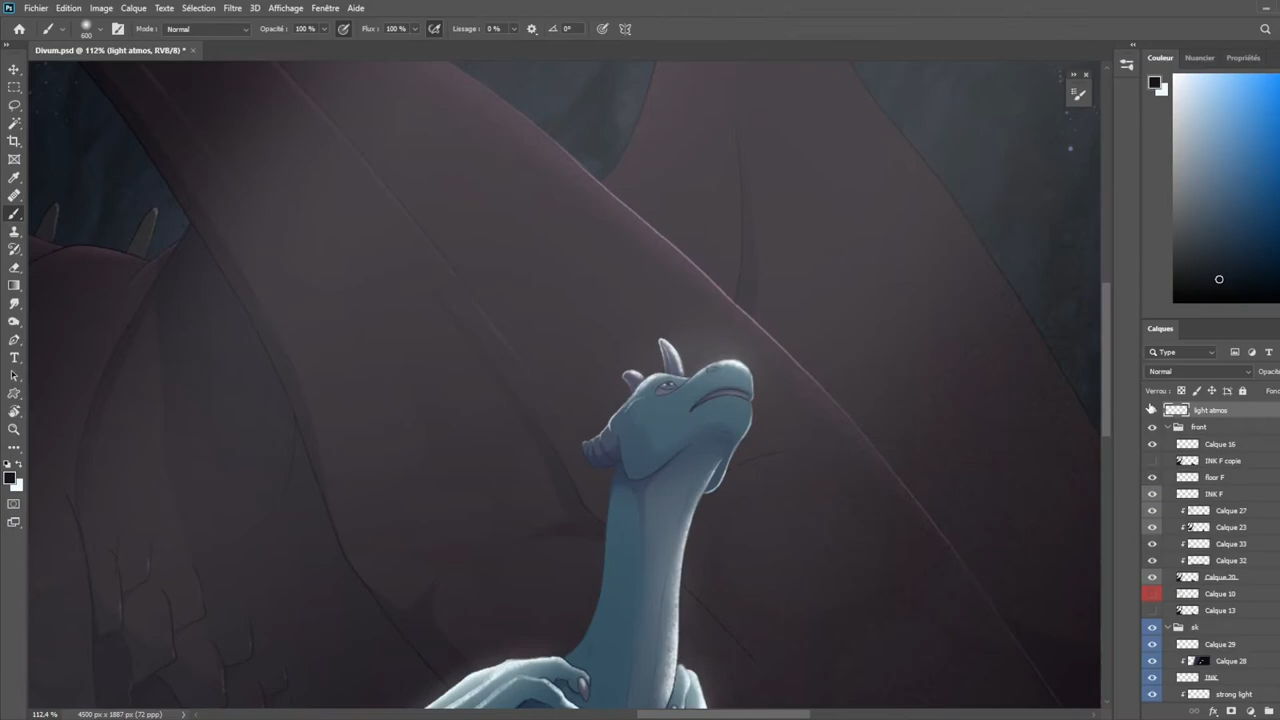 Ps Fichier Edition Image Calque Texte Sélection Filtre 3D Affichage Fenêtre Aide
600 Mode : Normal Opacité : 100 % Flux : 100 % Lissage : 0 % 0°
Divum.psd @ 112% (light atmos, RVB/8) * ×
Couleur Nuancier Propriétés
Calques
Type
Normal Opacité
Verrou :
light atmos
front
Calque 16
INK F copie
floor F
INK F
Calque 27
Calque 23
Calque 33
Calque 32
Calque 20
Calque 10
Calque 13
sk
Calque 29
Calque 28
INK
strong light
112,4 % 4500 px x 1887 px (72 ppp)